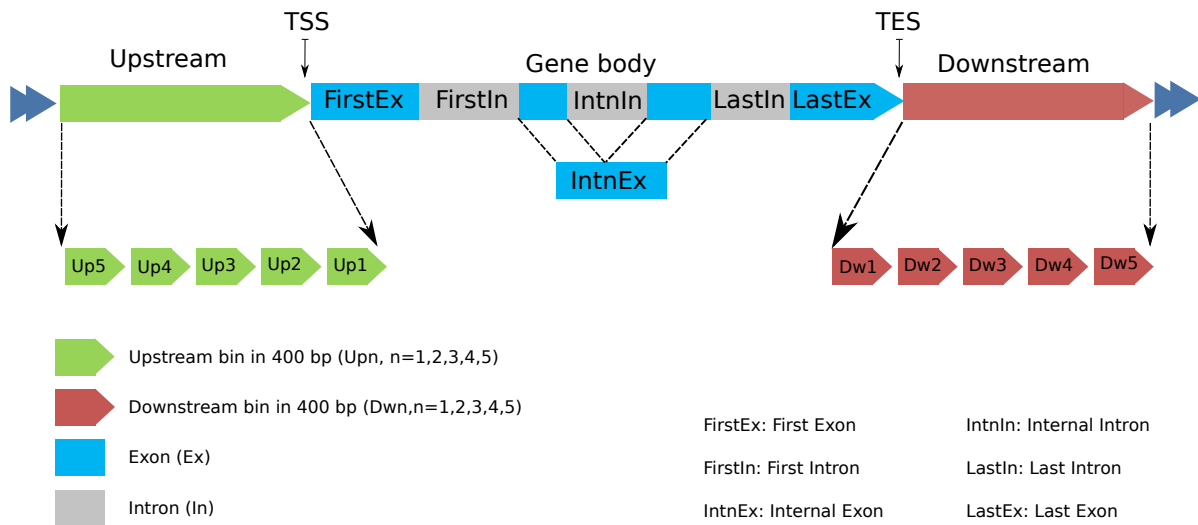 TSS
TES
Upstream
Gene body
Downstream
FirstEx
FirstIn
IntnIn
LastIn
LastEx
IntnEx
Up5
Up4
Up3
Up2
Up1
Dw1
Dw2
Dw3
Dw4
Dw5
Upstream bin in 400 bp (Upn, n=1,2,3,4,5)
Downstream bin in 400 bp (Dwn,n=1,2,3,4,5)
Exon (Ex)
Intron (In)
FirstEx: First Exon
IntnIn: Internal Intron
FirstIn: First Intron
LastIn: Last Intron
IntnEx: Internal Exon
LastEx: Last Exon